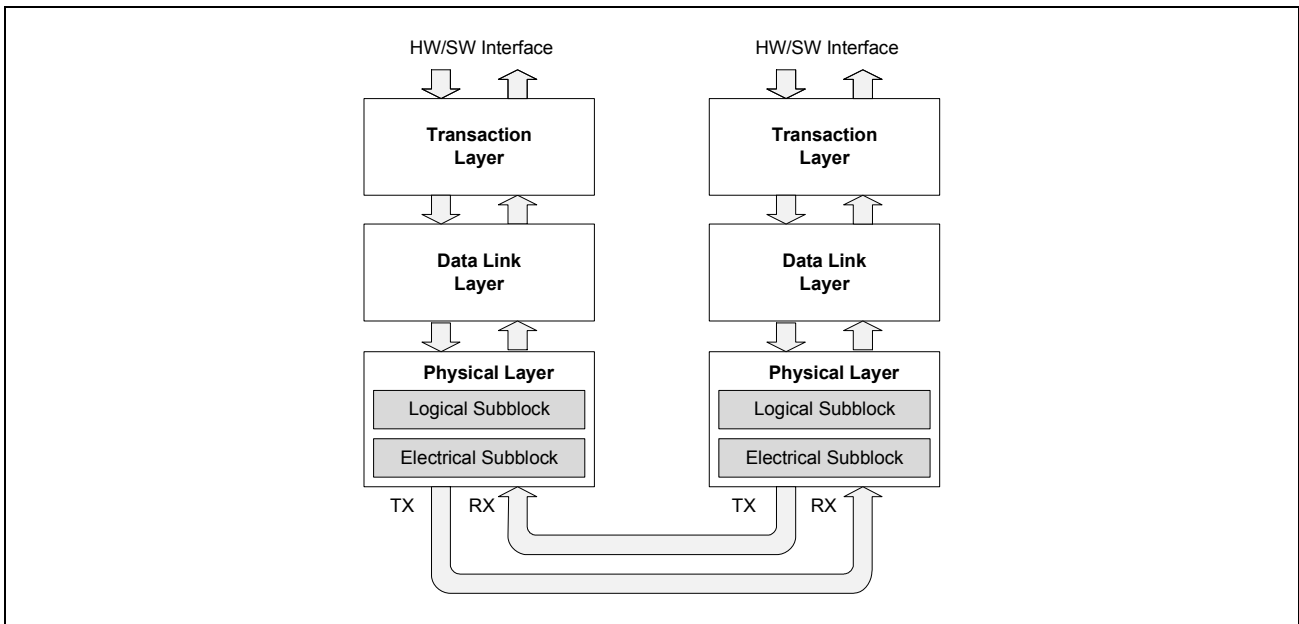 HW/SW Interface
HW/SW Interface
Transaction
Layer
Transaction
Layer
Data Link
Layer
Data Link
Layer
Physical Layer
Physical Layer
Logical Subblock
Logical Subblock
Electrical Subblock
Electrical Subblock
TX RX
TX RX